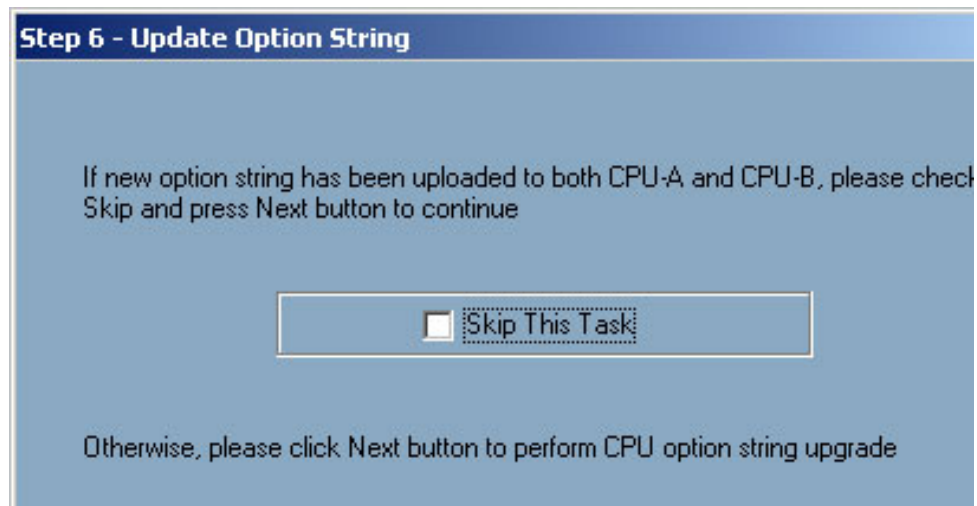 Step 6 - Update Option String
If new option string has been uploaded to both CPU-A and CPU-B, please check
Skip and press Next button to continue
Skip This Task
Otherwise, please click Next button to perform CPU option string upgrade